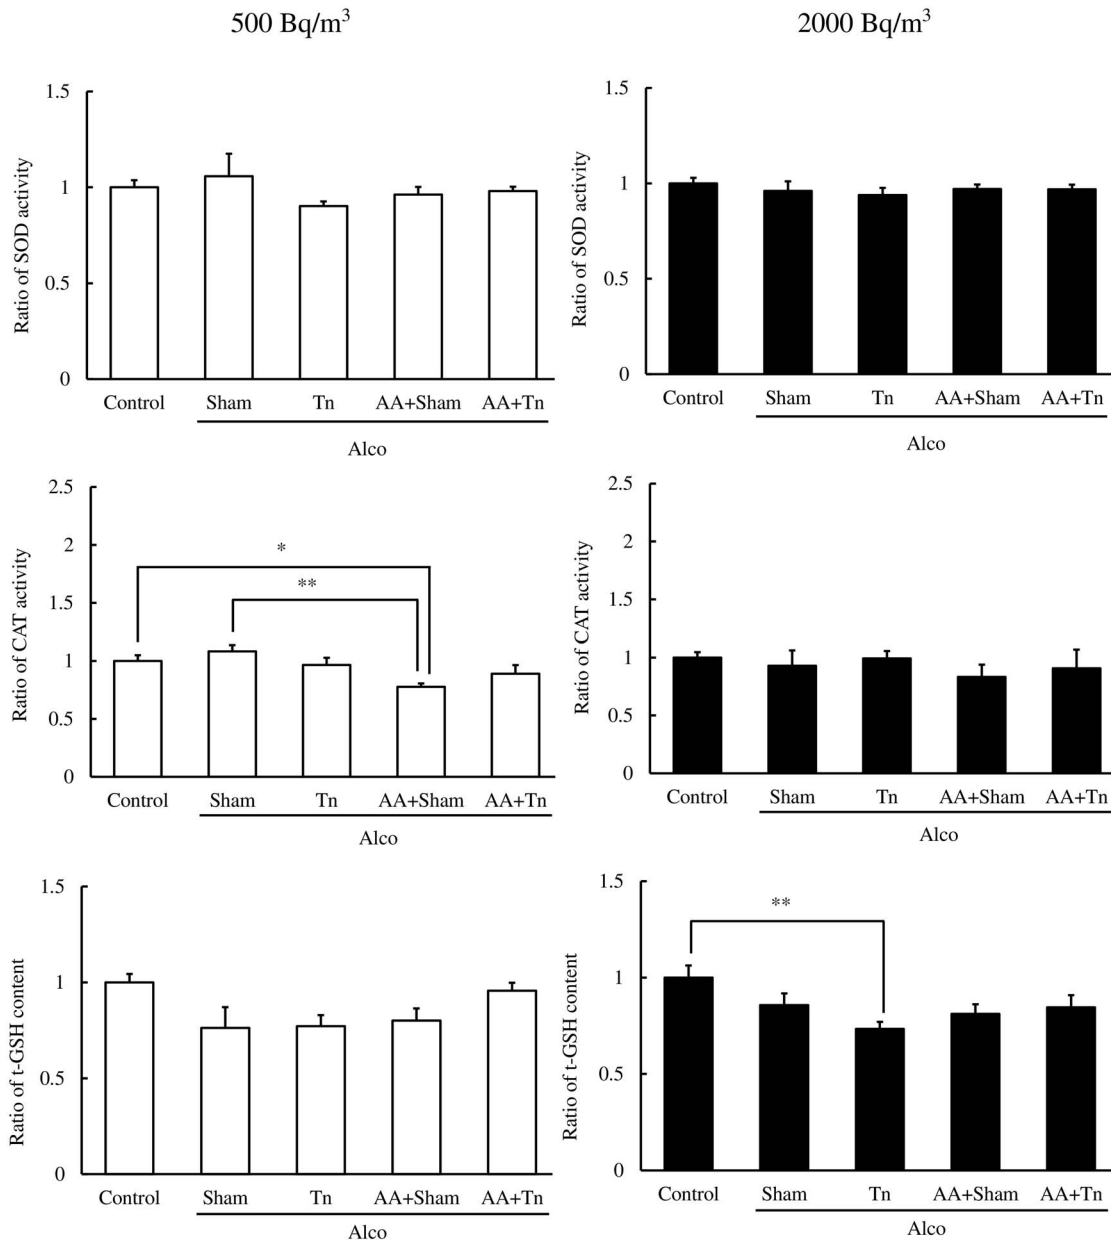 500 Bq/m³
2000 Bq/m³
Ratio of SOD activity
1.5
1
0.5
0
Control Sham Tn AA+Sham AA+Tn
Alco
Ratio of SOD activity
1.5
1
0.5
0
Control Sham Tn AA+Sham AA+Tn
Alco
Ratio of CAT activity
2.5
2
1.5
1
0.5
0
*
**
Control Sham Tn AA+Sham AA+Tn
Alco
Ratio of CAT activity
2.5
2
1.5
1
0.5
0
Control Sham Tn AA+Sham AA+Tn
Alco
Ratio of t-GSH content
1.5
1
0.5
0
Control Sham Tn AA+Sham AA+Tn
Alco
Ratio of t-GSH content
1.5
1
0.5
0
**
Control Sham Tn AA+Sham AA+Tn
Alco